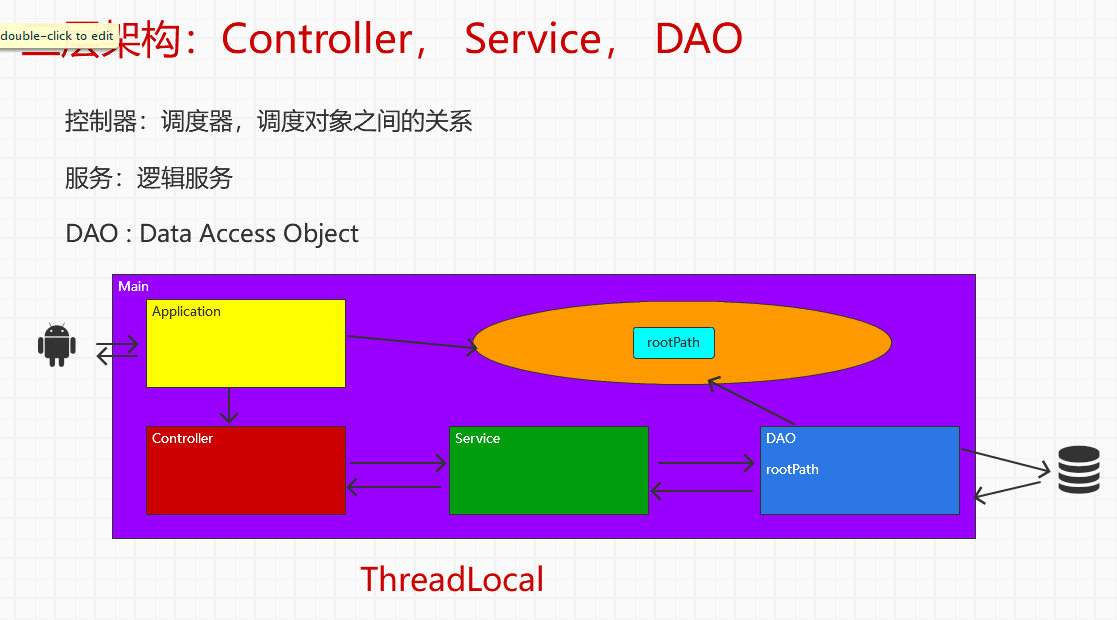 double-click to edit
三层架构：Controller， Service， DAO
控制器：调度器，调度对象之间的关系
服务：逻辑服务
DAO : Data Access Object
Main
Application
rootPath
Controller
Service
DAO
rootPath
ThreadLocal